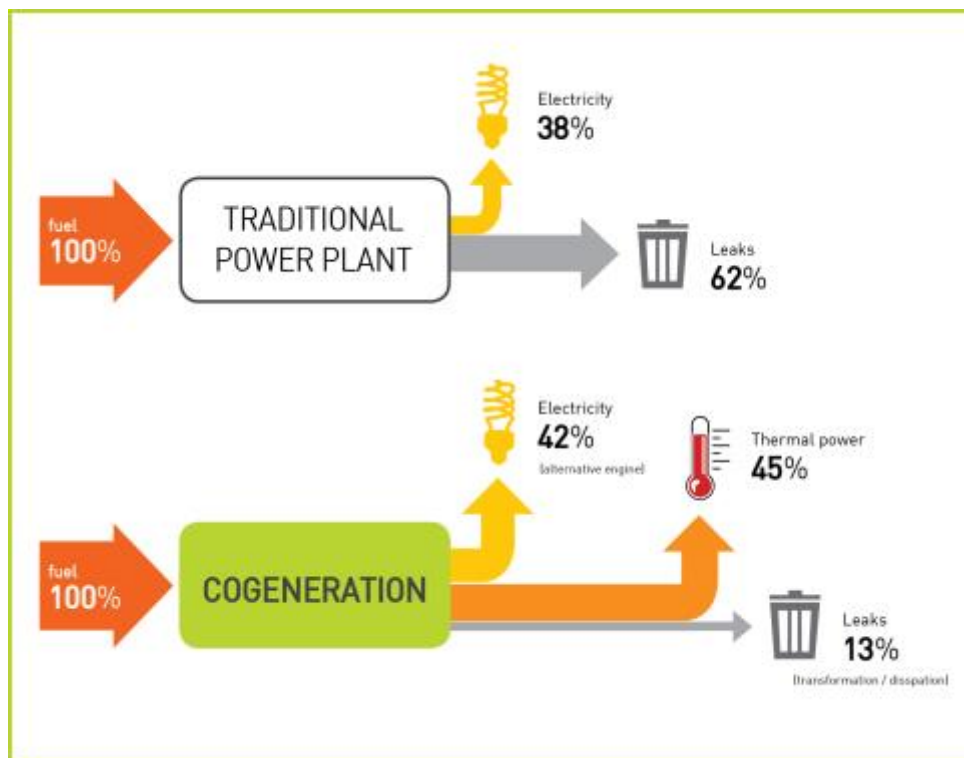 Electricity
38%
fuel
100%
TRADITIONAL
POWER PLANT
Leaks
62%
Electricity
42%
(alternative engine)
Thermal power
45%
fuel
100%
COGENERATION
Leaks
13%
(transformation / disspation)